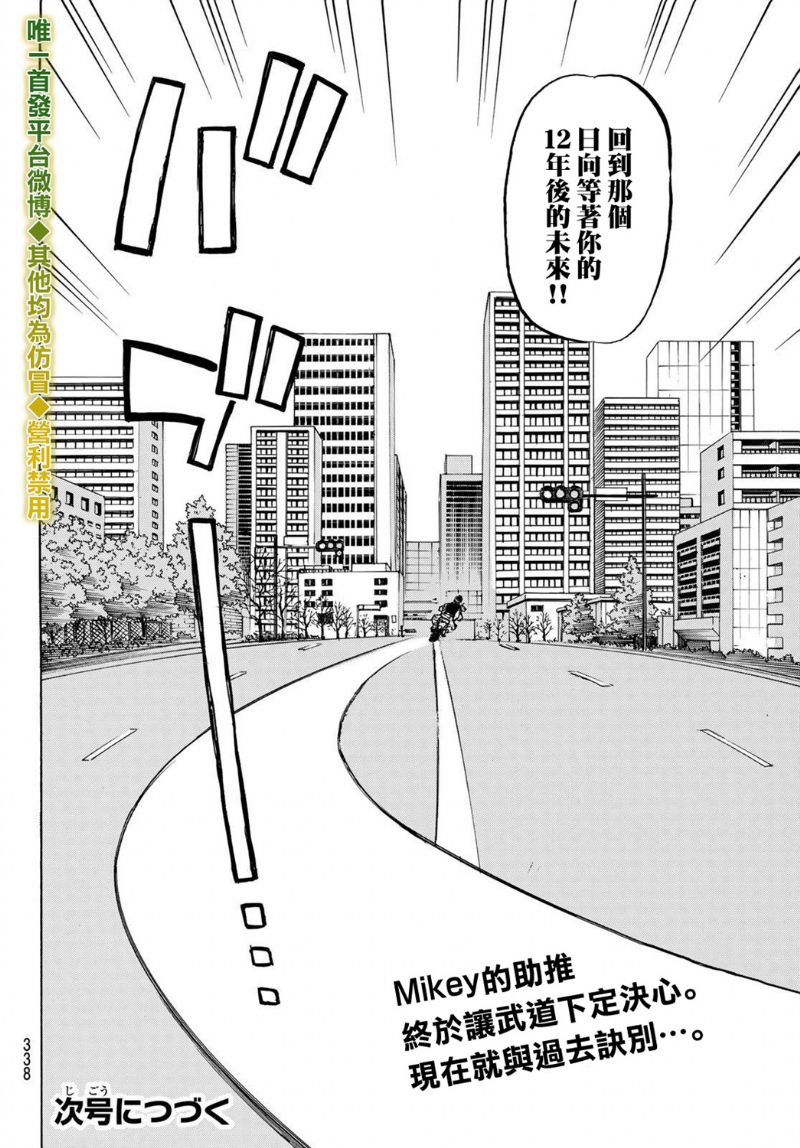 回到那個
日向等著你的
12年後的未來!!
唯一首發平台微博◆其他均為仿冒◆營利禁用
Mikey的助推
終於讓武道下定決心。
現在就與過去訣別…。
338
じごう
次号につづく